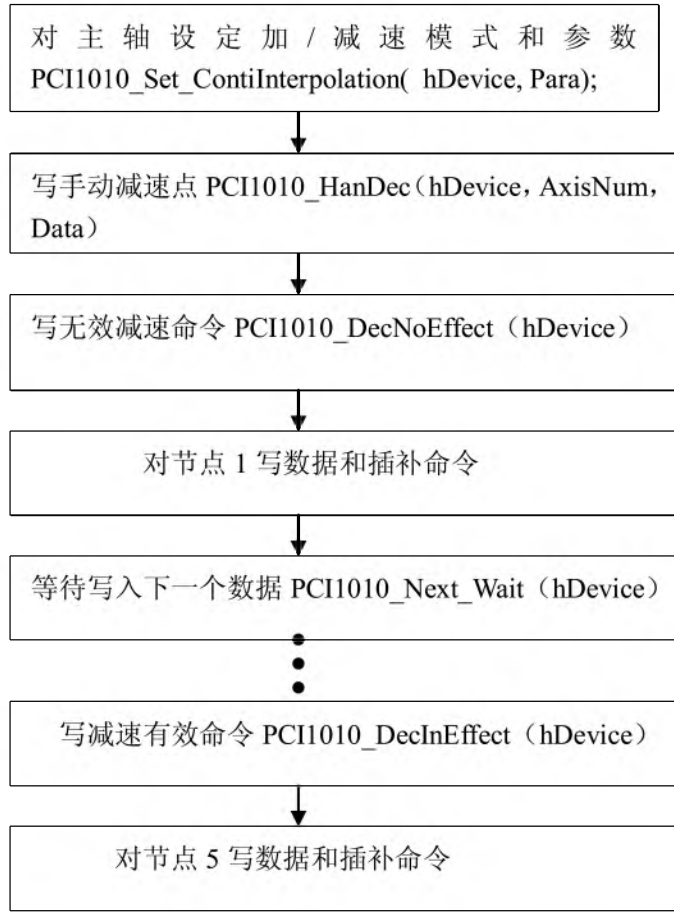 对主轴设定加/减速模式和参数
PCI1010_Set_ContiInterpolation( hDevice, Para);
写手动减速点 PCI1010_HanDec（hDevice，AxisNum，
Data）
写无效减速命令 PCI1010_DecNoEffect（hDevice）
对节点 1 写数据和插补命令
等待写入下一个数据 PCI1010_Next_Wait（hDevice）
写减速有效命令 PCI1010_DecInEffect（hDevice）
对节点 5 写数据和插补命令